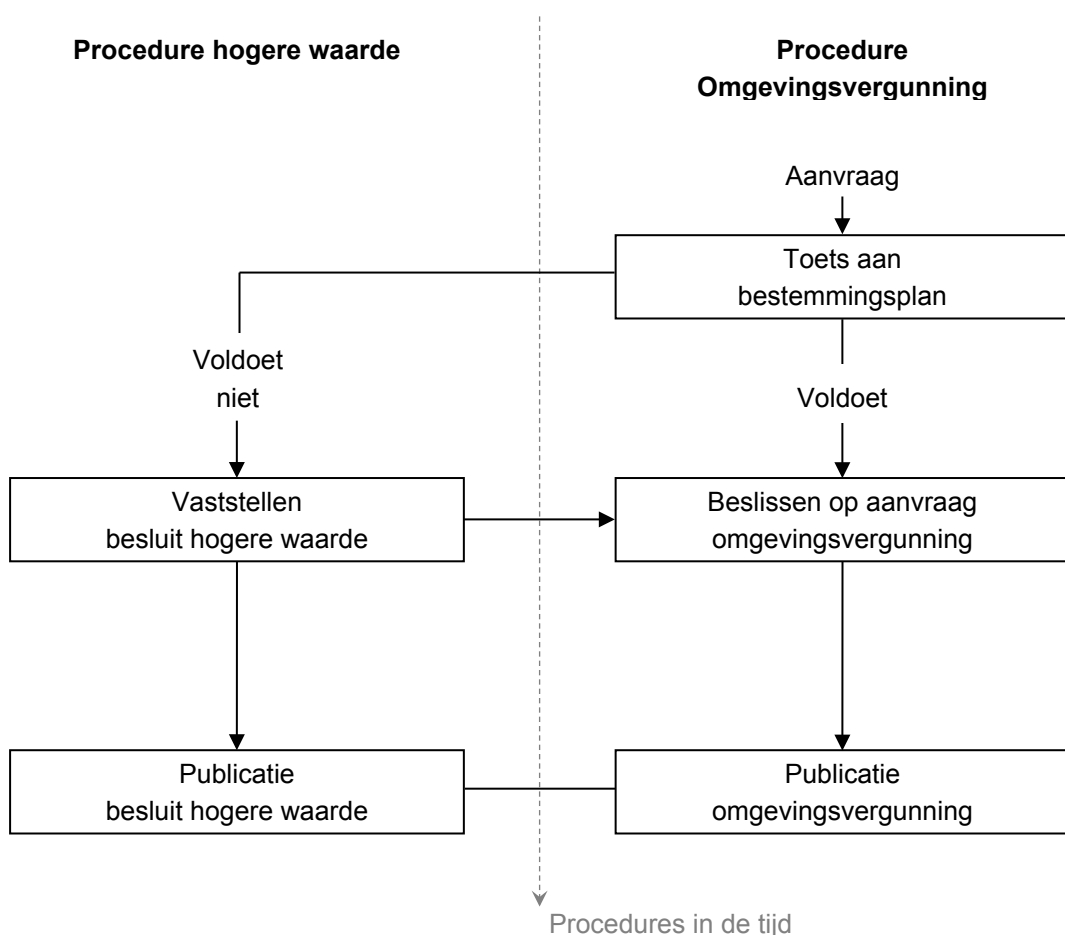 Procedure hogere waarde
Procedure
Omgevingsvergunning
Aanvraag
Toets aan
bestemmingsplan
Voldoet
niet
Voldoet
Vaststellen
besluit hogere waarde
Beslissen op aanvraag
omgevingsvergunning
Publicatie
besluit hogere waarde
Publicatie
omgevingsvergunning
Procedures in de tijd